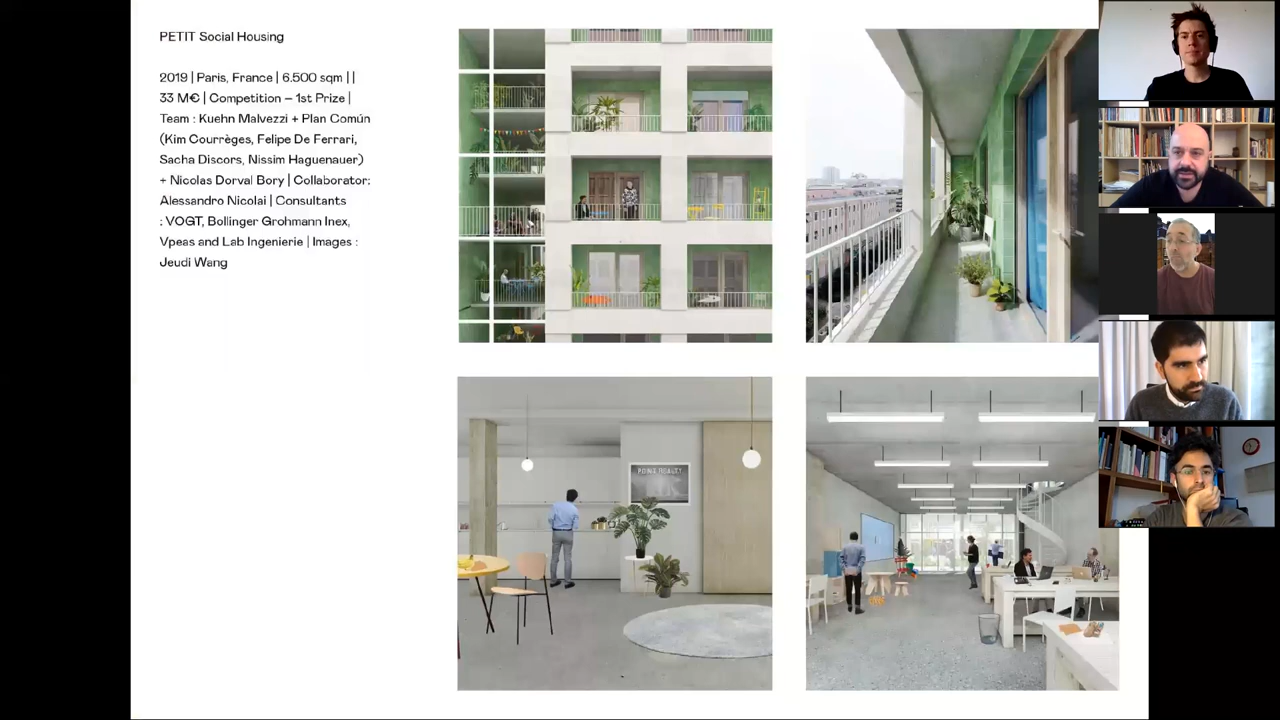 PETIT Social Housing
2019 | Paris, France | 6.500 sqm | |
33 M€ | Competition – 1st Prize |
Team : Kuehn Malvezzi + Plan Común
(Kim Courrèges, Felipe De Ferrari,
Sacha Discors, Nissim Haguenauer)
+ Nicolas Dorval Bory | Collaborator:
Alessandro Nicolai | Consultants
: VOGT, Bollinger Grohmann Inex,
Vpeas and Lab Ingenierie | Images :
Jeudi Wang